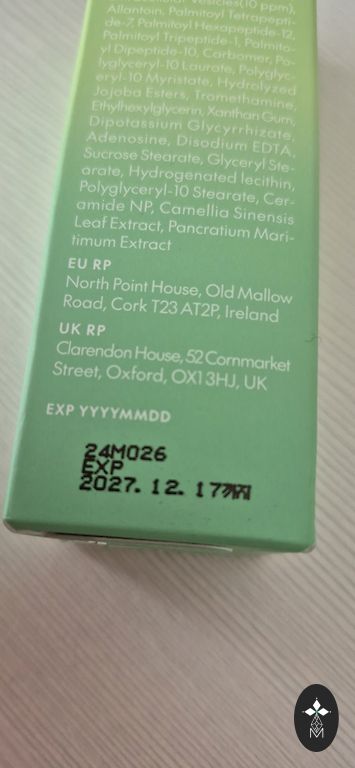 Vesicles(10 ppm),
Allantoin, Palmitoyl Tetrapepti-
de-7, Palmitoyl Hexapeptide-12,
Palmitoyl Tripeptide-1, Palmito-
yl Dipeptide-10, Carbomer, Po-
lyglyceryl-10 Laurate, Polyglyc-
eryl-10 Myristate, Hydrolyzed
Jojoba Esters, Tromethamine,
Ethylhexylglycerin, Xanthan Gum,
Dipotassium Glycyrrhizate,
Adenosine, Disodium EDTA,
Sucrose Stearate, Glyceryl Ste-
arate, Hydrogenated lecithin,
Polyglyceryl-10 Stearate, Cer-
amide NP, Camellia Sinensis
Leaf Extract, Pancratium Mari-
timum Extract
EU RP
North Point House, Old Mallow
Road, Cork T23 AT2P, Ireland
UK RP
Clarendon House, 52 Cornmarket
Street, Oxford, OX1 3HJ, UK
EXP YYYYMMDD
24M026
EXP
2027. 12. 17
M